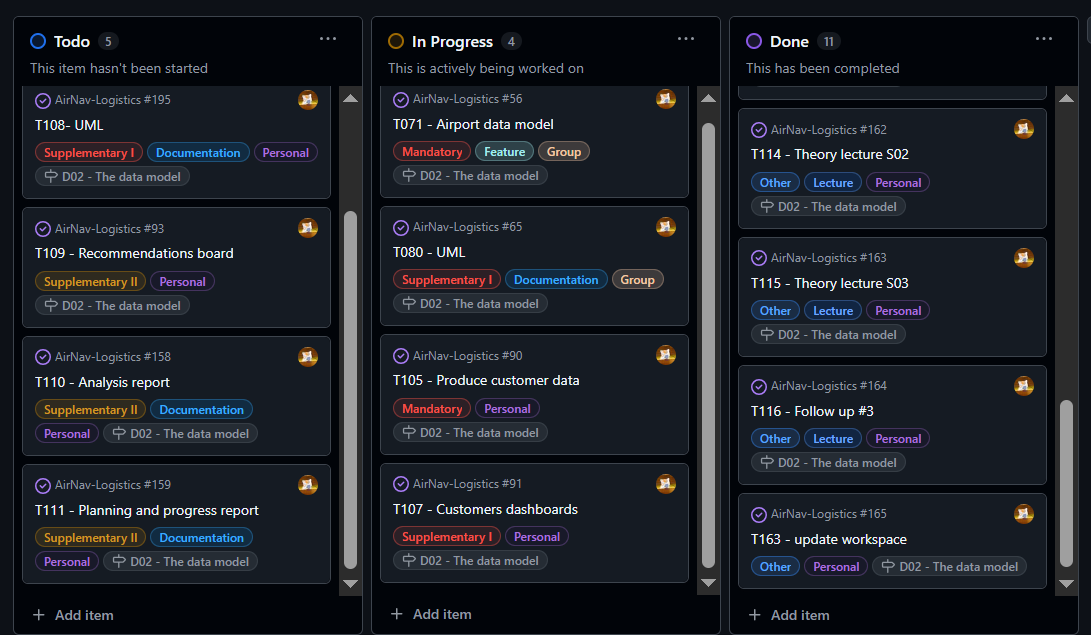 Todo 5
This item hasn't been started
AirNav-Logistics #195
T108- UML
Supplementary I Documentation Personal
D02 - The data model
AirNav-Logistics #93
T109 - Recommendations board
Supplementary II Personal
D02 - The data model
AirNav-Logistics #158
T110 - Analysis report
Supplementary II Documentation
Personal D02 - The data model
AirNav-Logistics #159
T111 - Planning and progress report
Supplementary II Documentation
Personal D02 - The data model
+ Add item
In Progress 4
This is actively being worked on
AirNav-Logistics #56
T071 - Airport data model
Mandatory Feature Group
D02 - The data model
AirNav-Logistics #65
T080 - UML
Supplementary I Documentation Group
D02 - The data model
AirNav-Logistics #90
T105 - Produce customer data
Mandatory Personal
D02 - The data model
AirNav-Logistics #91
T107 - Customers dashboards
Supplementary I Personal
D02 - The data model
+ Add item
Done 11
This has been completed
AirNav-Logistics #162
T114 - Theory lecture S02
Other Lecture Personal
D02 - The data model
AirNav-Logistics #163
T115 - Theory lecture S03
Other Lecture Personal
D02 - The data model
AirNav-Logistics #164
T116 - Follow up #3
Other Lecture Personal
D02 - The data model
AirNav-Logistics #165
T163 - update workspace
Other Personal D02 - The data model
+ Add item